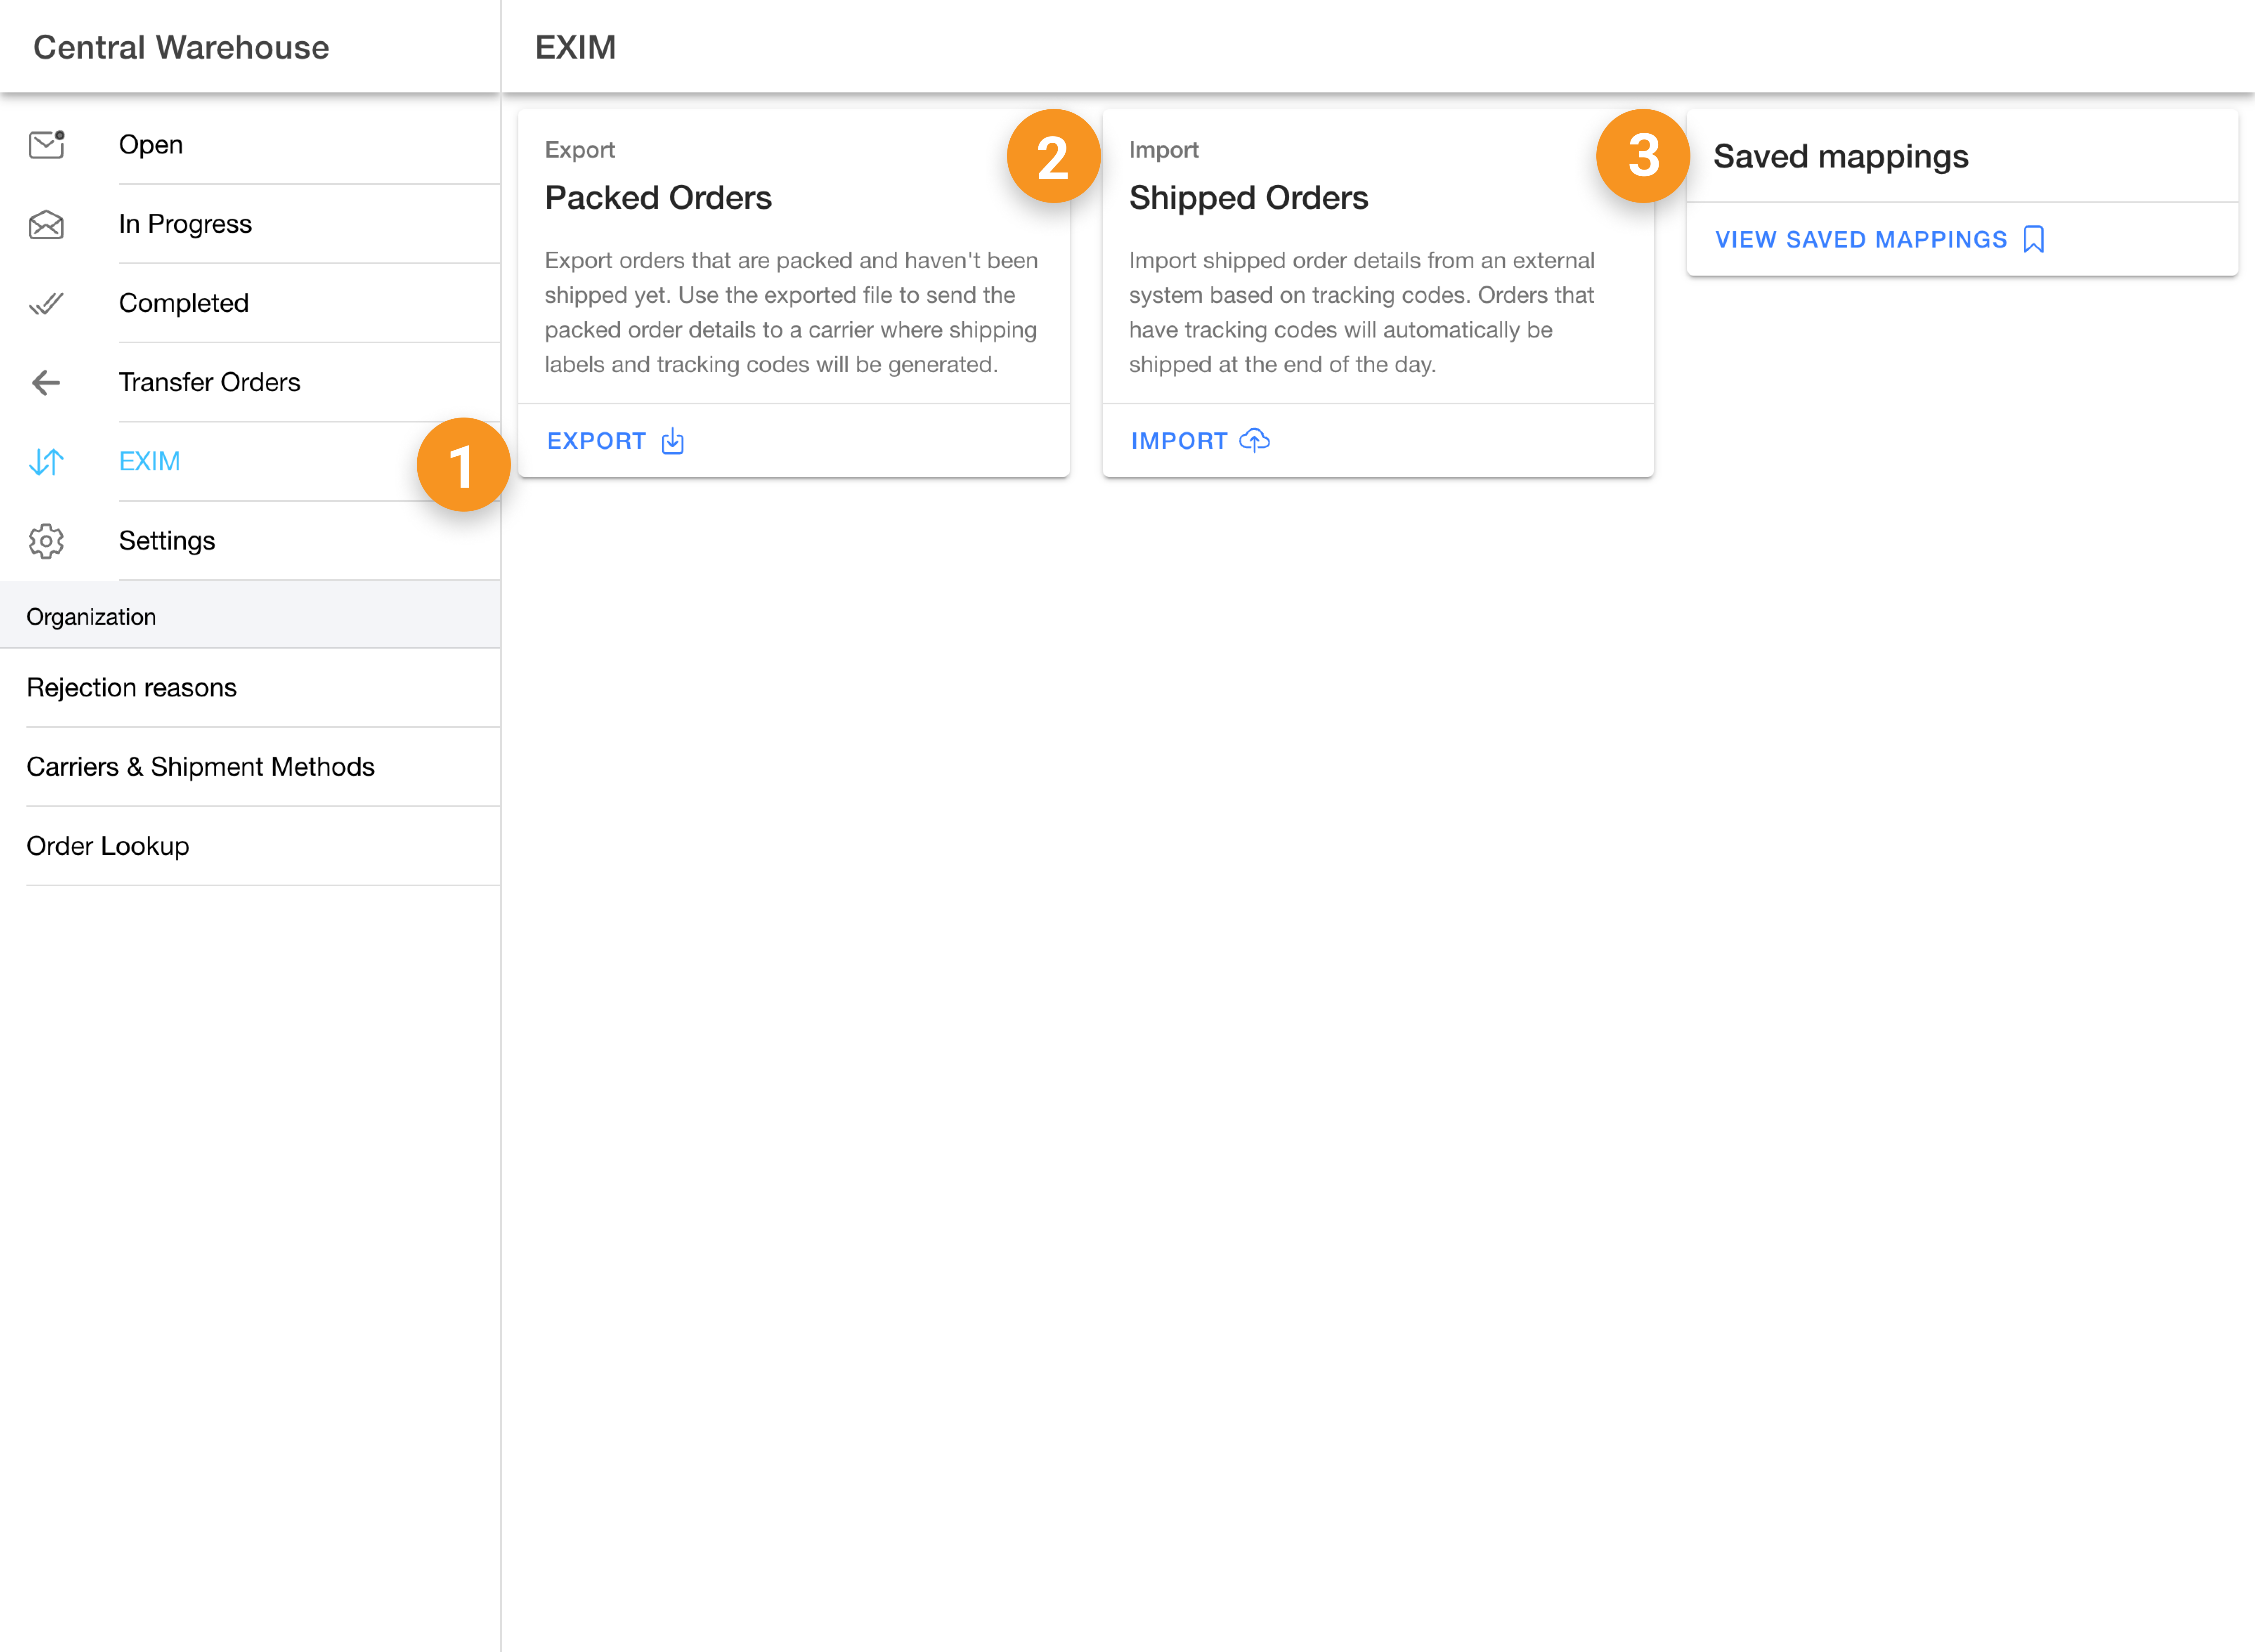 Central Warehouse
Open
In Progress
Completed
Transfer Orders
EXIM
1
Settings
Organization
Rejection reasons
Carriers & Shipment Methods
Order Lookup
EXIM
Export
Packed Orders
Export orders that are packed and haven't been
shipped yet. Use the exported file to send the
packed order details to a carrier where shipping
labels and tracking codes will be generated.
EXPORT
2
Import
Shipped Orders
Import shipped order details from an external
system based on tracking codes. Orders that
have tracking codes will automatically be
shipped at the end of the day.
IMPORT
3
Saved mappings
VIEW SAVED MAPPINGS